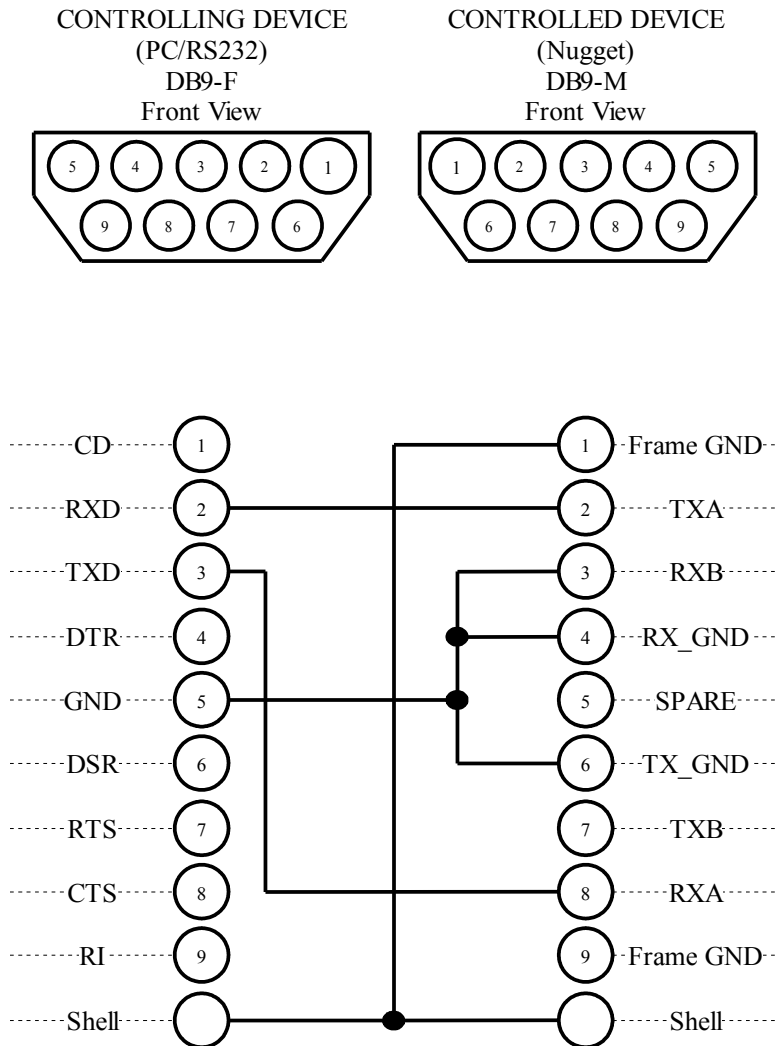 CONTROLLING DEVICE
(PC/RS232)
DB9-F
Front View
5 4 3 2 1
9 8 7 6
CONTROLLED DEVICE
(Nugget)
DB9-M
Front View
1 2 3 4 5
6 7 8 9
CD 1 1 Frame GND
RXD 2 2 TXA
TXD 3 3 RXB
DTR 4 4 RX_GND
GND 5 5 SPARE
DSR 6 6 TX_GND
RTS 7 7 TXB
CTS 8 8 RXA
RI 9 9 Frame GND
Shell Shell